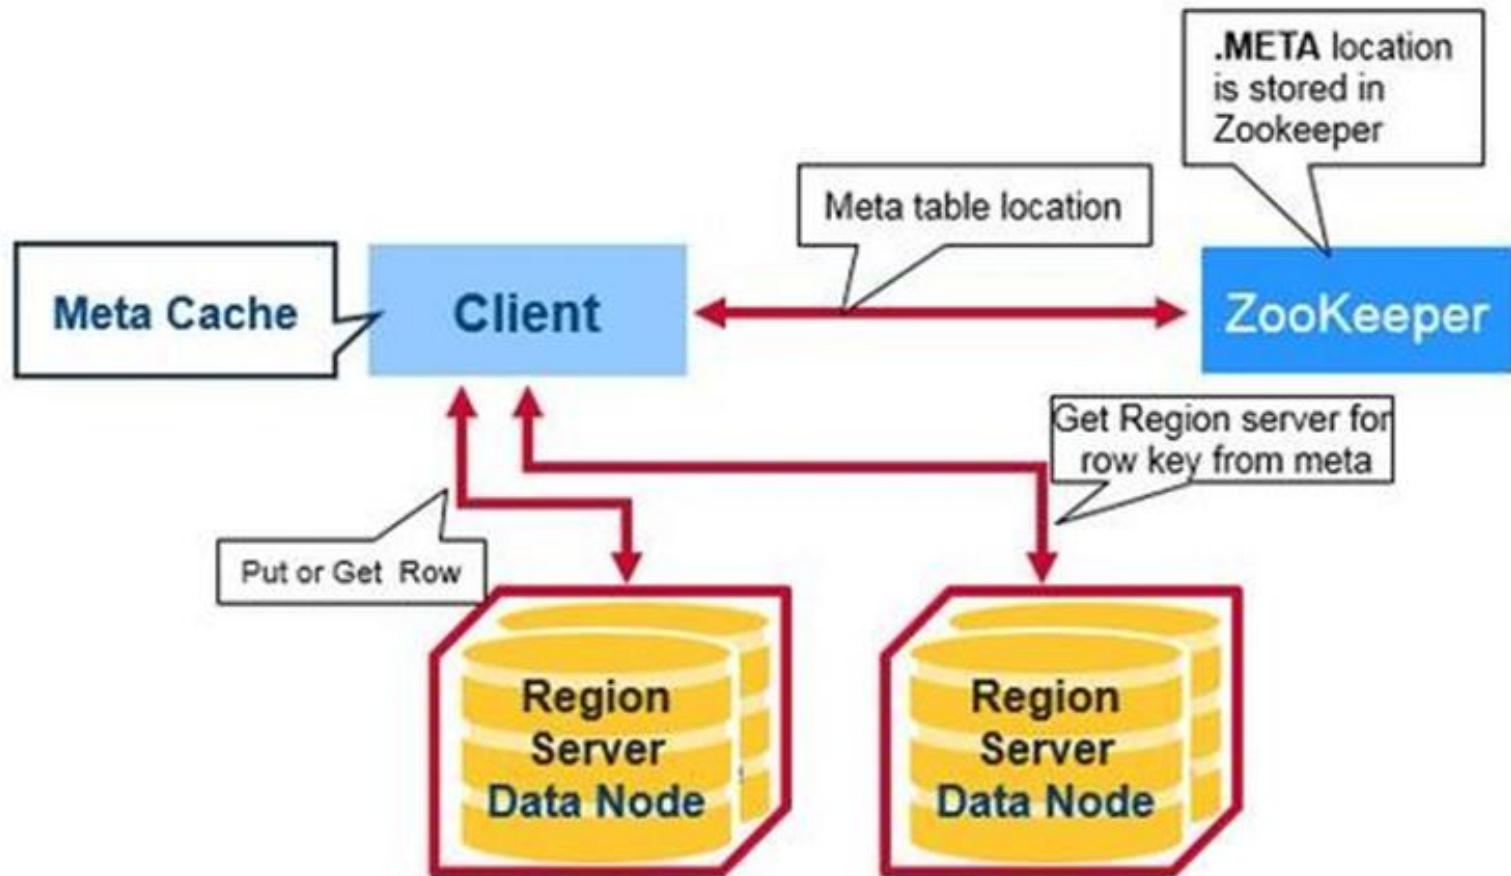 .META location
is stored in
Zookeeper
Meta table location
Meta Cache
Client
ZooKeeper
Get Region server for
row key from meta
Put or Get Row
Region
Server
Data Node
Region
Server
Data Node